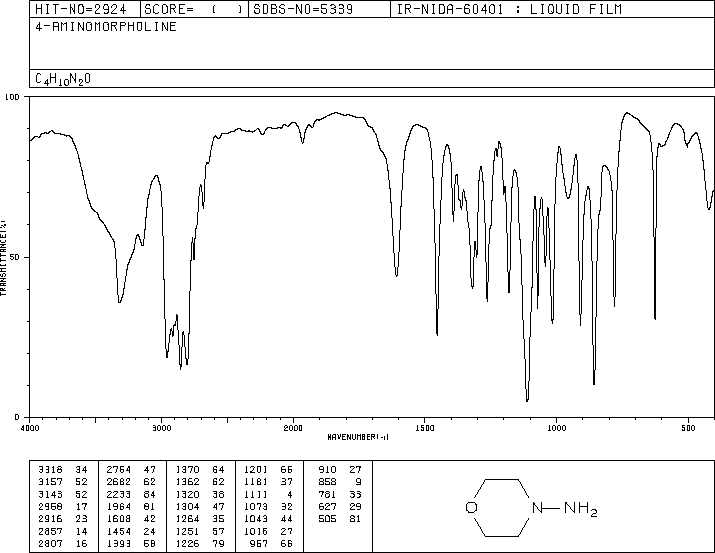 HIT-NO=2924 SCORE= ( ) SDBS-NO=5339 IR-NIDA-60401 : LIQUID FILM
4-AMINOMORPHOLINE
C4H10N2O
100
50
0
TRANSMITTANCE(%)
4000 3000 2000 1500 1000 500
WAVENUMBER(-1)
3318 34 2764 47 1370 64 1201 66 910 27
3157 52 2682 62 1362 62 1181 37 858 9
3143 52 2233 84 1320 38 1111 4 781 33
2958 17 1964 81 1304 47 1073 32 627 29
2916 23 1608 42 1264 35 1043 44 505 81
2857 14 1454 24 1251 57 1016 27
2807 16 1393 58 1226 79 957 66
O N—NH2